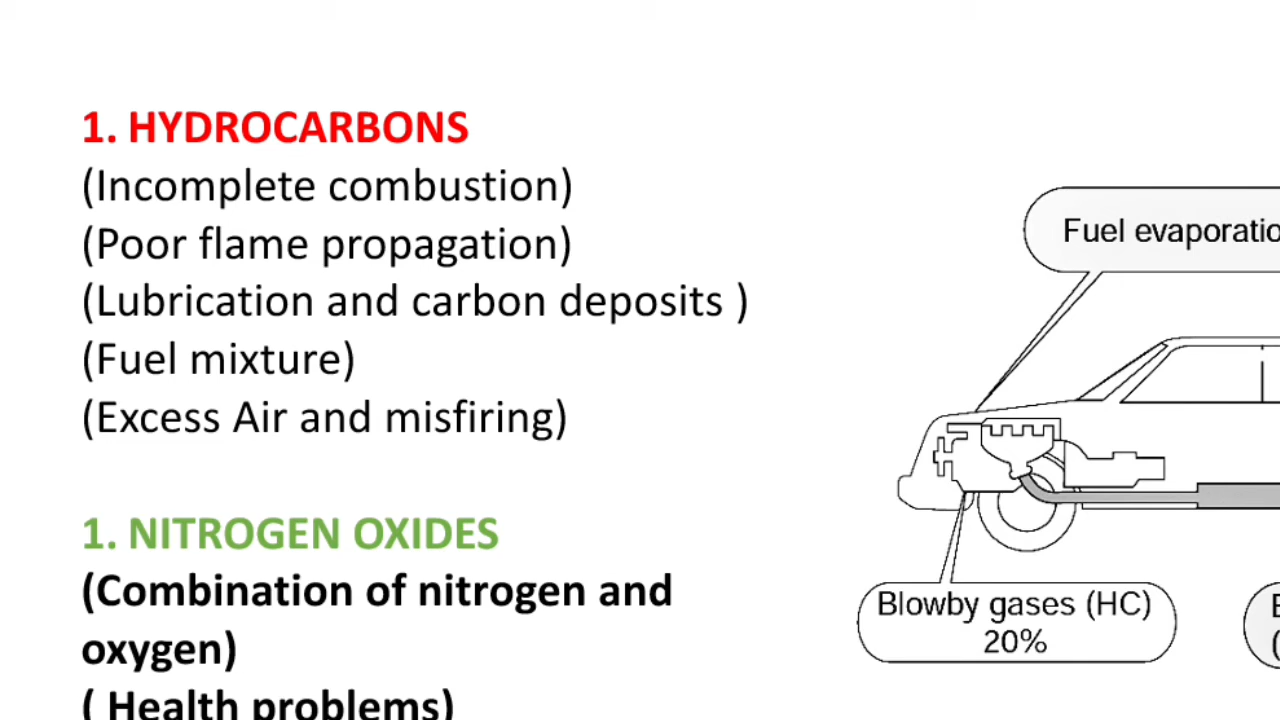 1. HYDROCARBONS
(Incomplete combustion)
(Poor flame propagation)
(Lubrication and carbon deposits )
(Fuel mixture)
(Excess Air and misfiring)
1. NITROGEN OXIDES
(Combination of nitrogen and
oxygen)
( Health problems)
Fuel
Blowby gases (HC)
20%